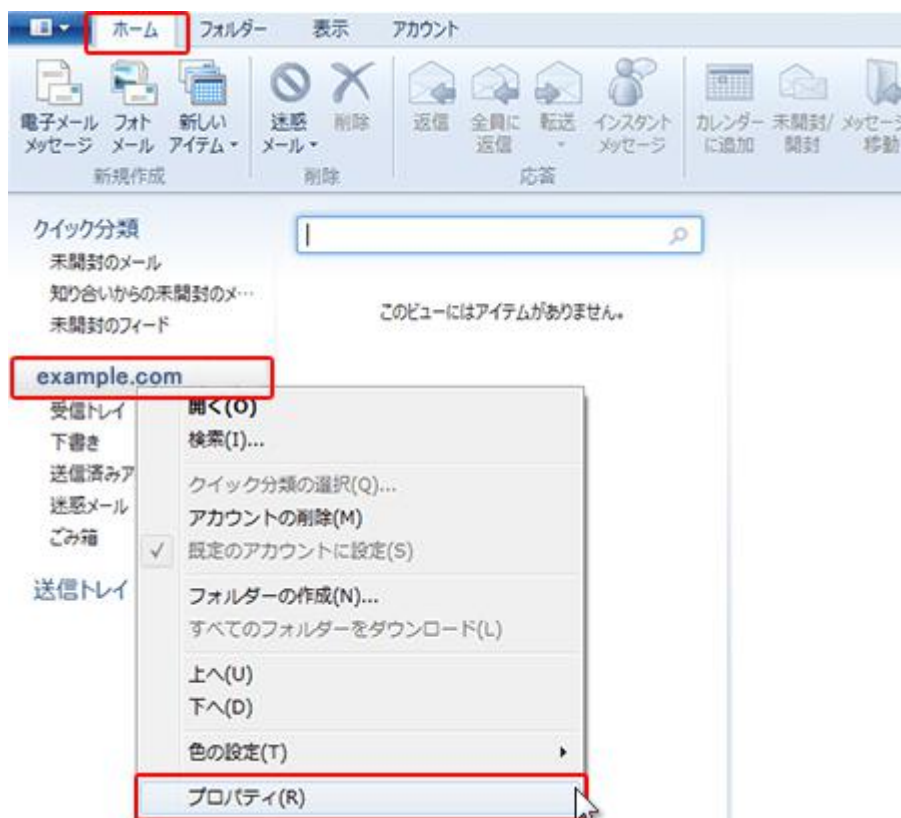 ホーム フォルダー 表示 アカウント
電子メール フォト 新しい 迷惑 削除 返信 全員に 転送 インスタント カレンダー 未開封/
メッセージ メール アイテム メール 返信 メッセージ に追加 開封 移動
新規作成 削除 応答
クイック分類
未開封のメール
知り合いからの未開封のメ…
このビューにはアイテムがありません。
未開封のフィード
example.com
受信トレイ
下書き
送信済みア
迷惑メール
ごみ箱
送信トレイ
開く(O)
検索(I)...
クイック分類の選択(Q)...
アカウントの削除(M)
既定のアカウントに設定(S)
フォルダーの作成(N)...
すべてのフォルダーをダウンロード(L)
上へ(U)
下へ(D)
色の設定(T)
プロパティ(R)